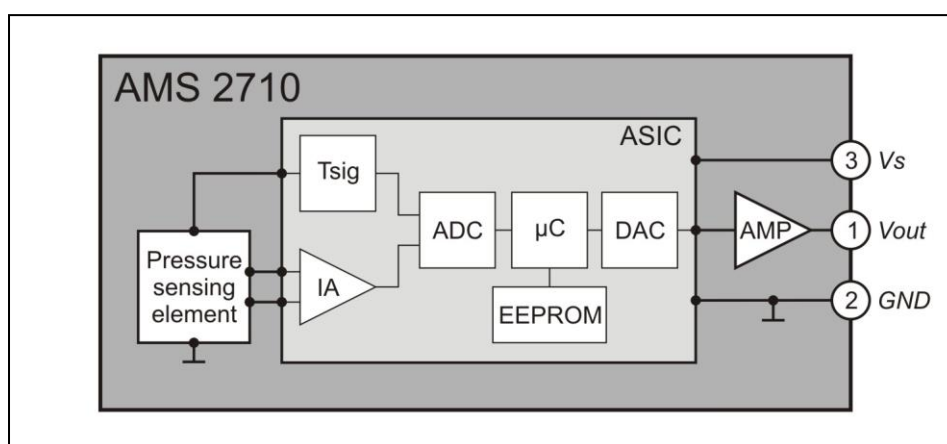 AMS 2710
ASIC
Tsig
3 Vs
ADC
µC
DAC
AMP
1 Vout
Pressure
sensing
element
IA
EEPROM
2 GND